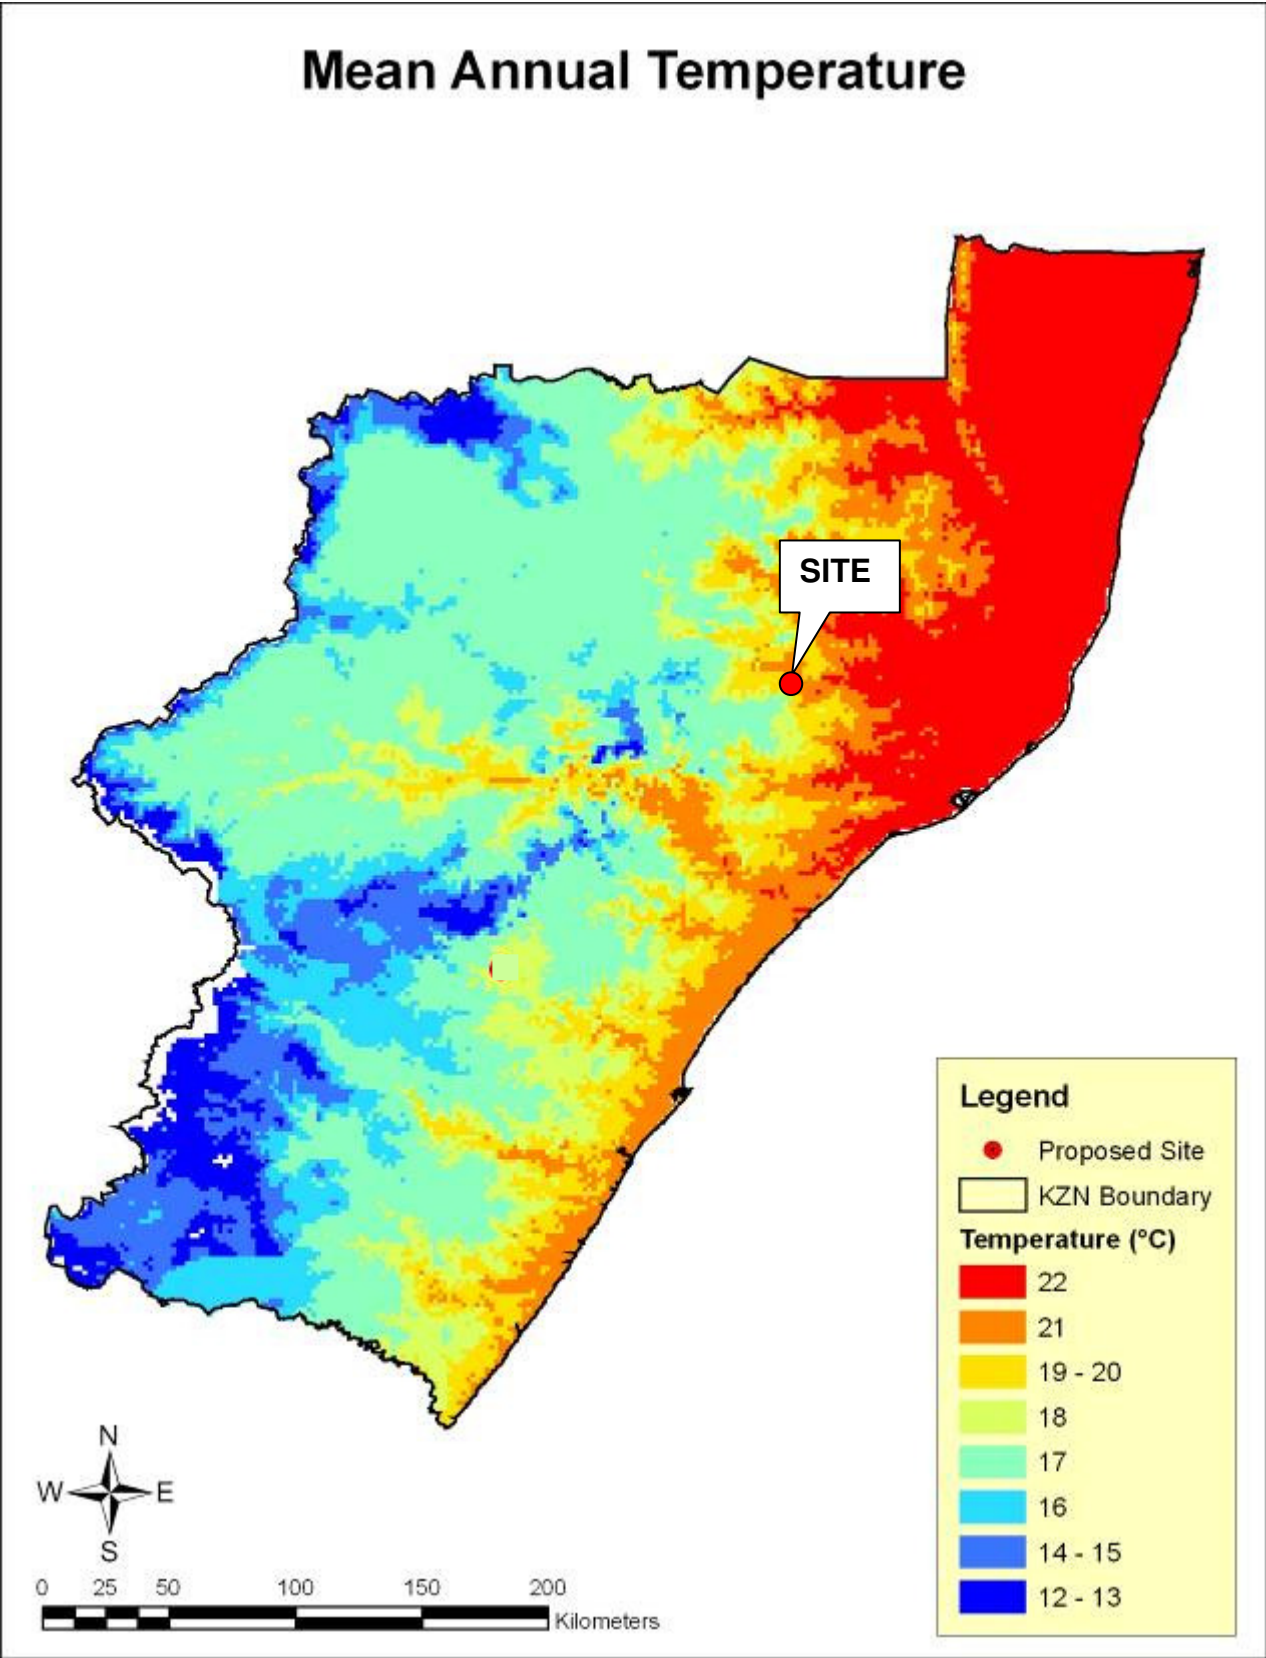 Mean Annual Temperature
SITE
Legend
Proposed Site
KZN Boundary
Temperature (°C)
22
21
19 - 20
18
17
16
14 - 15
12 - 13
N
W E
S
0 25 50 100 150 200
Kilometers